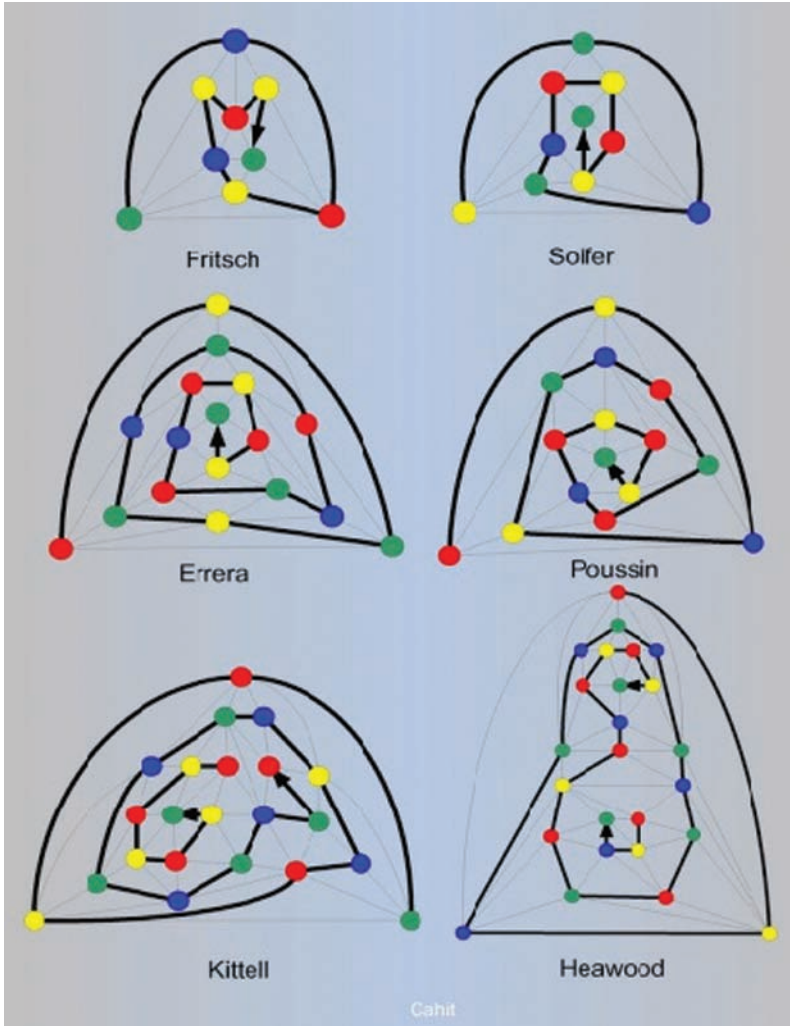 Fritsch
Soifer
Errera
Poussin
Kittell
Heawood
Cahit